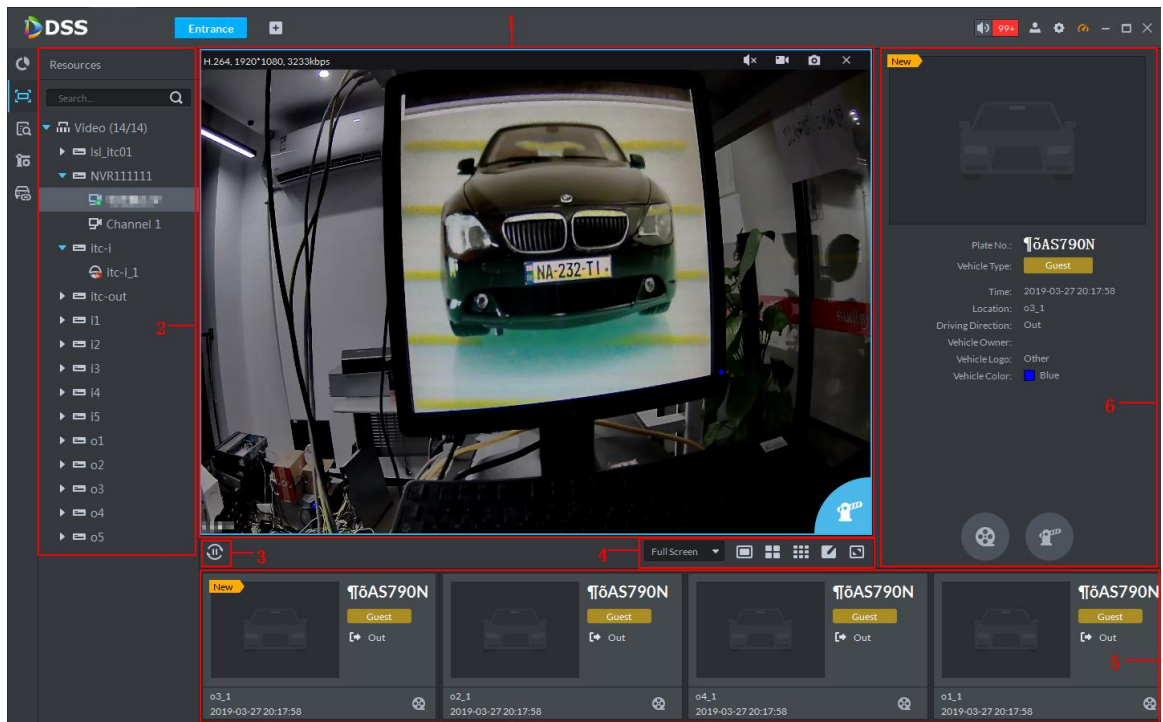 1
DSS
Entrance
99+
Resources
Search...
Video (14/14)
lsl_itc01
NVR111111
Channel 1
itc-i
itc-i_1
itc-out
i1
i2
i3
i4
i5
o1
o2
o3
o4
o5
2
H.264, 1920*1080, 3233kbps
NA-232-TI
3
4
Full Screen
New
Plate No.: ¶õAS790N
Vehicle Type: Guest
Time: 2019-03-27 20:17:58
Location: o3_1
Driving Direction: Out
Vehicle Owner:
Vehicle Logo: Other
Vehicle Color: Blue
6
New
¶õAS790N
Guest
Out
o3_1
2019-03-27 20:17:58
¶õAS790N
Guest
Out
o2_1
2019-03-27 20:17:58
¶õAS790N
Guest
Out
o4_1
2019-03-27 20:17:58
¶õAS790N
Guest
Out
o1_1
2019-03-27 20:17:58
5